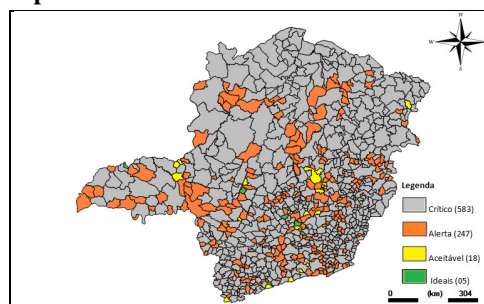 N
W E
S
Legenda
Crítico (583)
Alerta (247)
Aceitável (18)
Ideais (05)
0 (km) 304